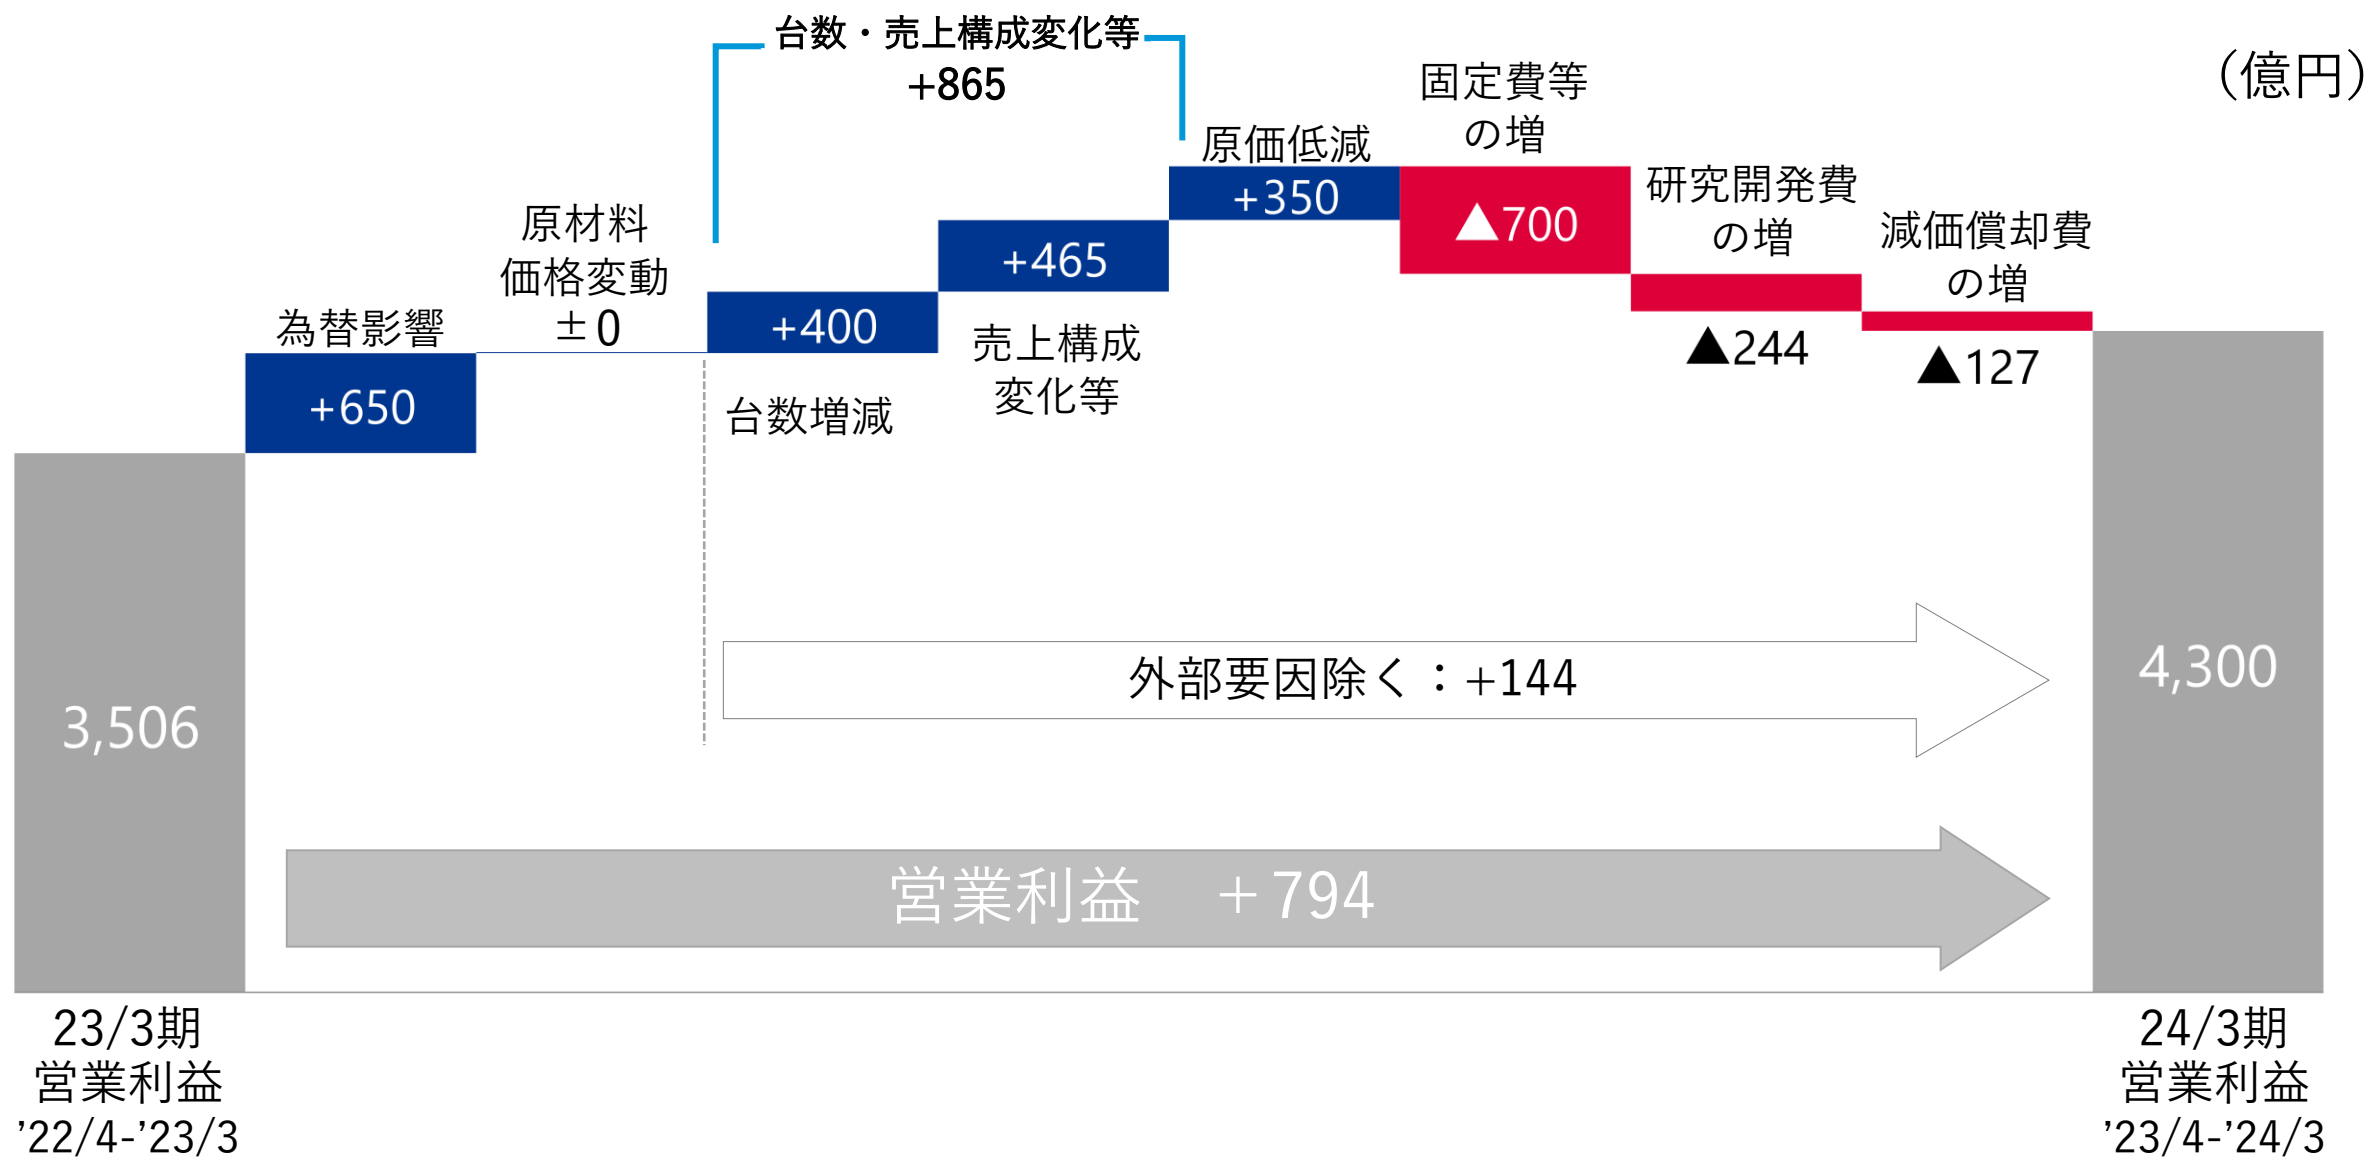 台数・売上構成変化等
+865
(億円)
固定費等
の増
原価低減
+350
▲700
研究開発費
の増
▲244
減価償却費
の増
▲127
原材料
価格変動
±0
為替影響
+650
+400
台数増減
+465
売上構成
変化等
3,506
4,300
外部要因除く：+144
営業利益　＋794
23/3期
営業利益
’22/4-’23/3
24/3期
営業利益
’23/4-’24/3